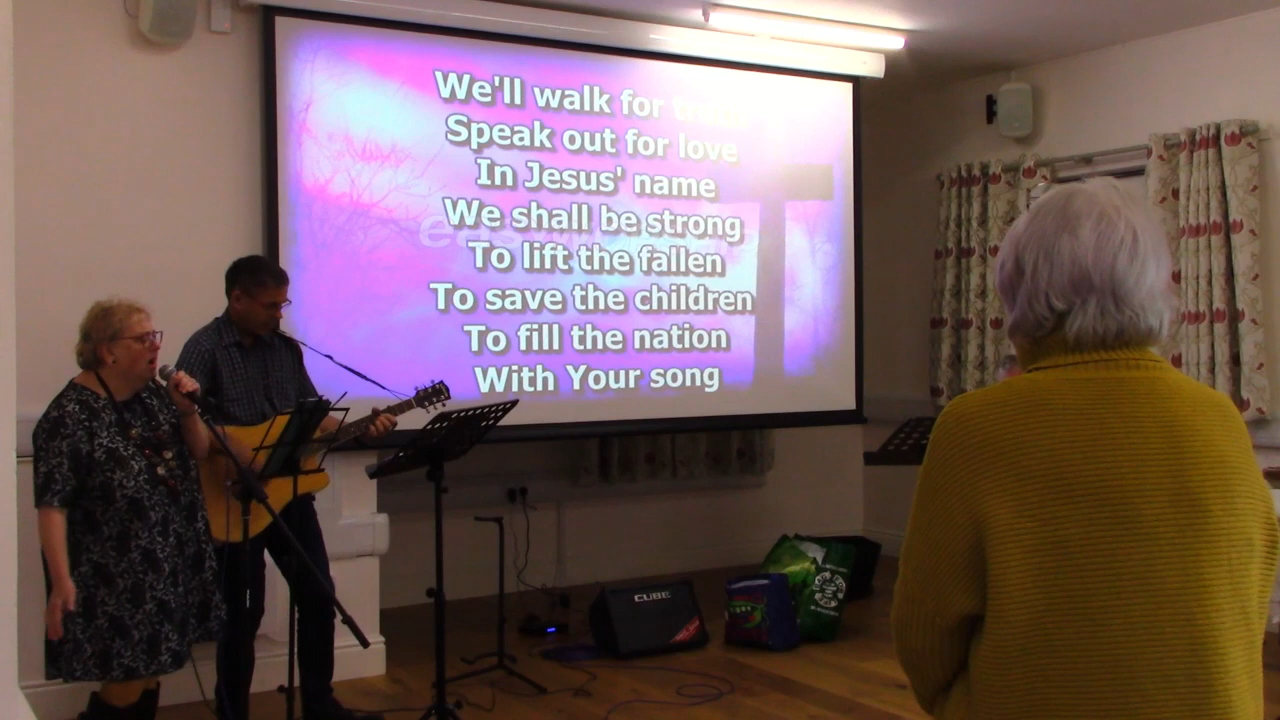 We'll walk for
Speak out for love
In Jesus' name
We shall be strong
To lift the fallen
To save the children
To fill the nation
With Your song
CUBE